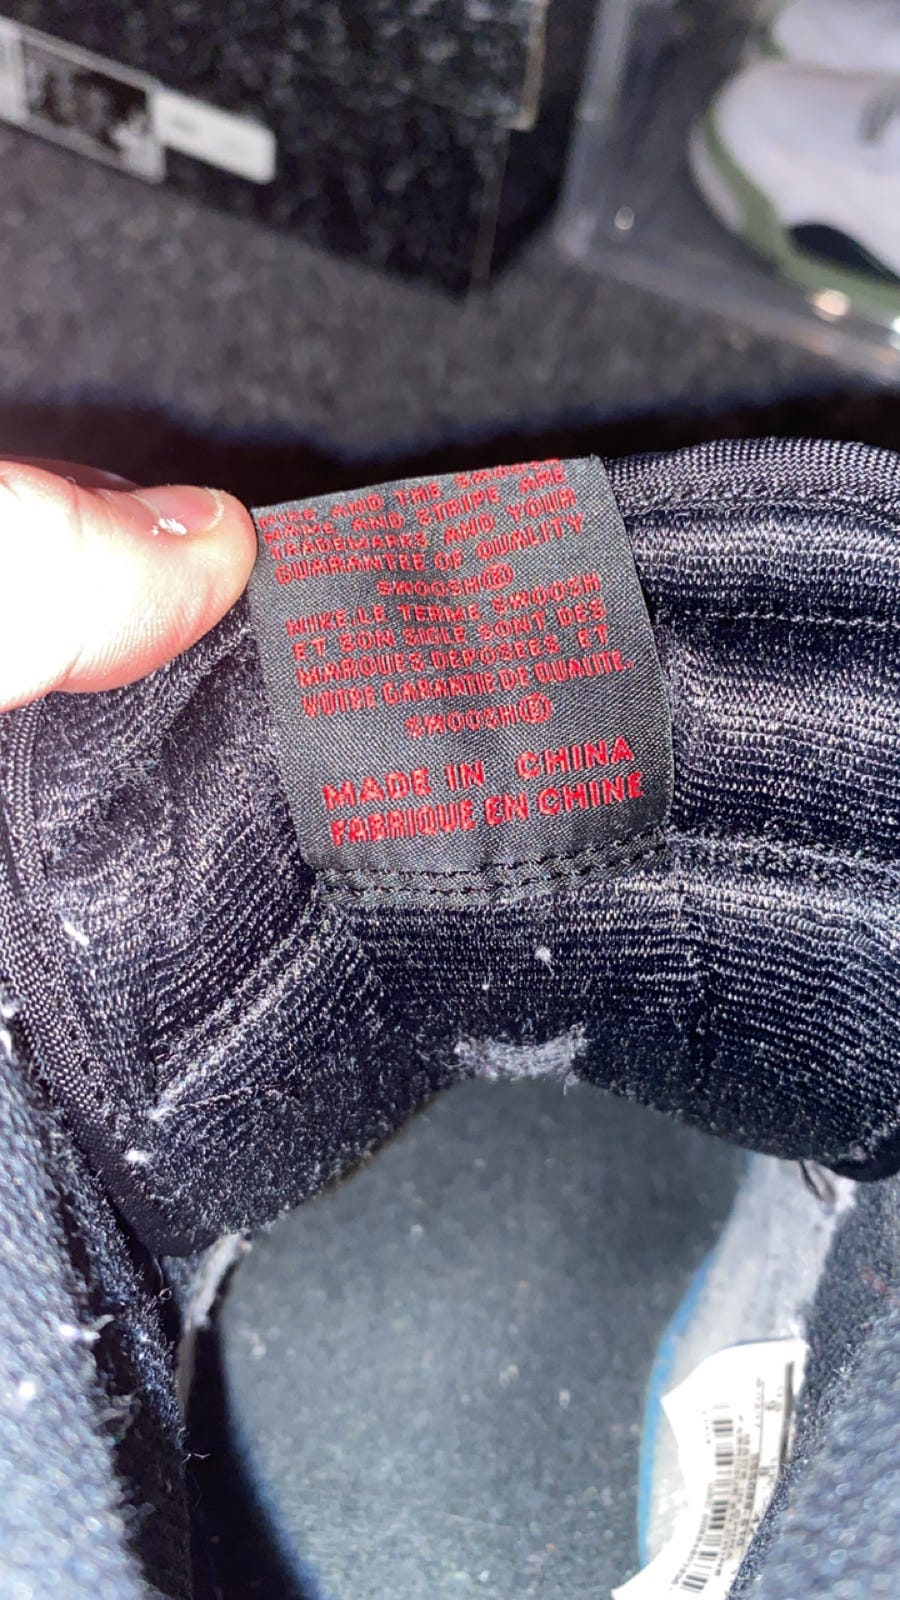 NIKE AND THE SWOOSH
NAME AND STRIPE ARE
TRADEMARKS AND YOUR
GUARANTEE OF QUALITY
SWOOSH®
NIKE,LE TERME SWOOSH
ET SON SIGLE SONT DES
MARQUES DEPOSEES ET
VOTRE GARANTIE DE QUALITE.
SWOOSH®
MADE IN CHINA
FABRIQUE EN CHINE